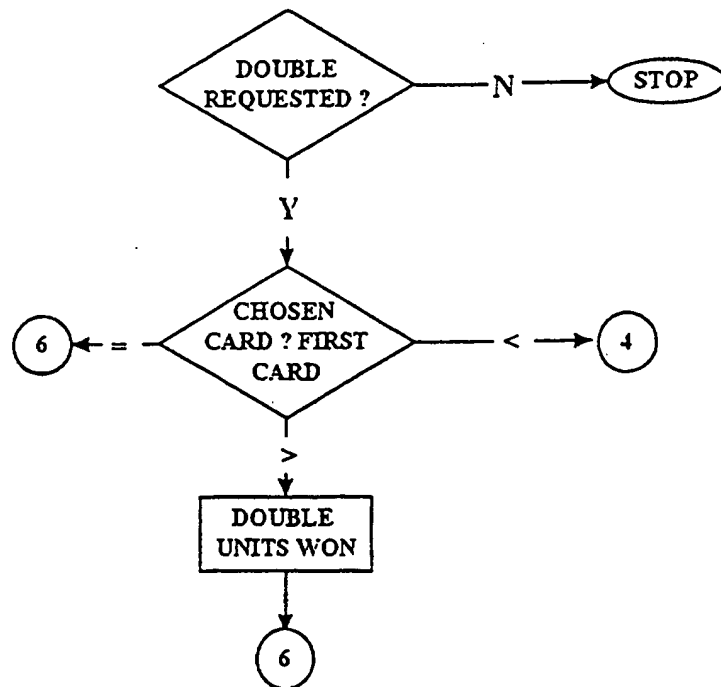 DOUBLE
REQUESTED ?
N
STOP
Y
CHOSEN
CARD ? FIRST
CARD
6
=
<
4
>
DOUBLE
UNITS WON
6